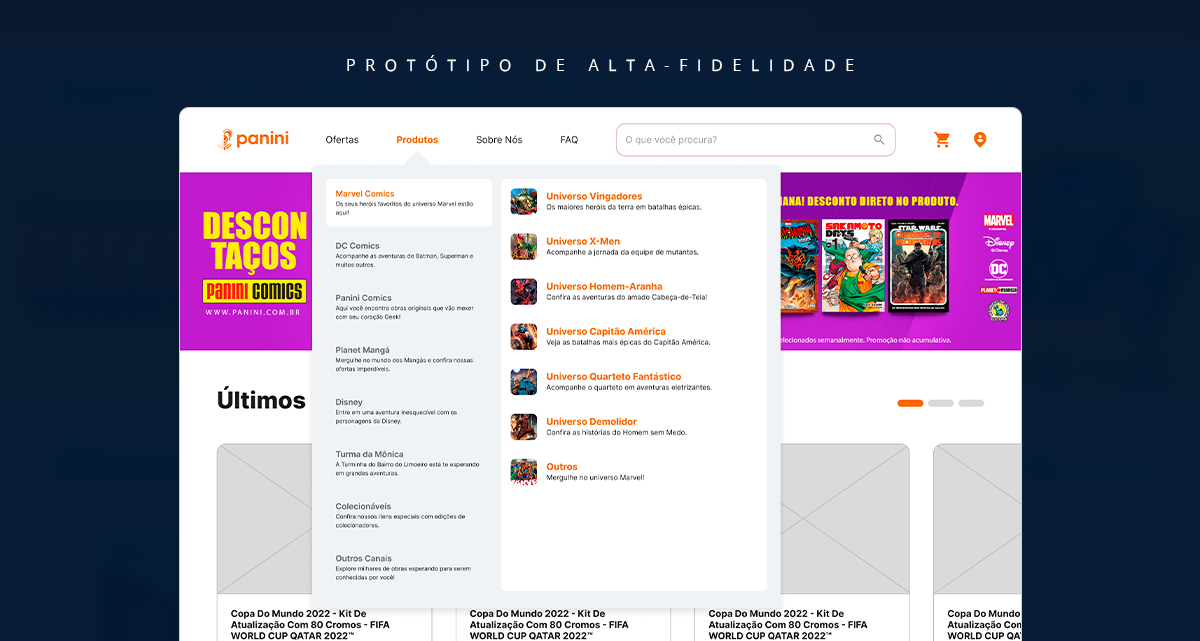 PROTÓTIPO DE ALTA-FIDELIDADE
panini
Ofertas
Produtos
Sobre Nós
FAQ
O que você procura?
DESCON
TAÇOS
PANINI COMICS
WWW.PANINI.COM.BR
Marvel Comics
Os seus heróis favoritos do universo Marvel estão
aqui!
DC Comics
Acompanhe as aventuras de Batman, Superman e
muitos outros.
Panini Comics
Aqui você encontra obras originais que vão mexer
com seu coração Geek!
Planet Mangá
Mergulhe no mundo dos Mangás e confira nossas
ofertas imperdíveis.
Disney
Entre em uma aventura inesquecível com os
personagens da Disney.
Turma da Mônica
A Turminha do Bairro do Limoeiro está te esperando
em grandes aventuras.
Colecionáveis
Confira nossos itens especiais com edições de
colecionadores.
Outros Canais
Explore milhares de obras esperando para serem
conhecidas por você!
Universo Vingadores
Os maiores heróis da terra em batalhas épicas.
Universo X-Men
Acompanhe a jornada da equipe de mutantes.
Universo Homem-Aranha
Confira as aventuras do amado Cabeça-de-Teia!
Universo Capitão América
Veja as batalhas mais épicas do Capitão América.
Universo Quarteto Fantástico
Acompanhe o quarteto em aventuras eletrizantes.
Universo Demolidor
Confira as histórias do Homem sem Medo.
Outros
Mergulhe no universo Marvel!
ANA! DESCONTO DIRETO NO PRODUTO.
SAKAMOTO
DAYS
STAR WARS
MARVEL
Disney
DC
PLANET MANGA
elecionados semanalmente. Promoção não acumulativa.
Últimos
Copa Do Mundo 2022 - Kit De
Atualização Com 80 Cromos - FIFA
WORLD CUP QATAR 2022™
Copa Do Mundo 2022 - Kit De
Atualização Com 80 Cromos - FIFA
WORLD CUP QATAR 2022™
Copa Do Mundo 2022 - Kit De
Atualização Com 80 Cromos - FIFA
WORLD CUP QATAR 2022™
Copa Do Mun
Atualização C
WORLD CUP